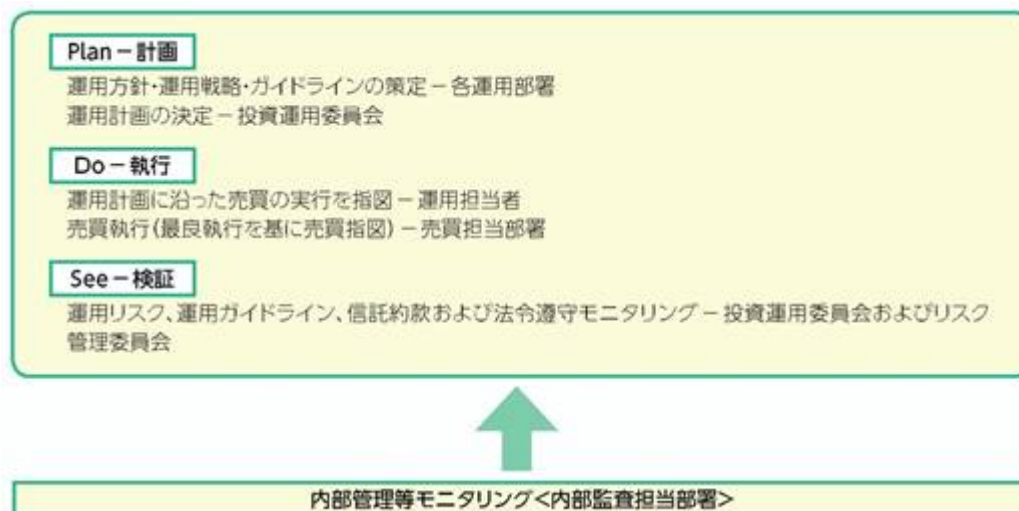 Plan－計画
運用方針・運用戦略・ガイドラインの策定－各運用部署
運用計画の決定－投資運用委員会
Do－執行
運用計画に沿った売買の実行を指図－運用担当者
売買執行(最良執行を基に売買指図)－売買担当部署
See－検証
運用リスク、運用ガイドライン、信託約款および法令遵守モニタリング－投資運用委員会およびリスク
管理委員会
内部管理等モニタリング<内部監査担当部署>